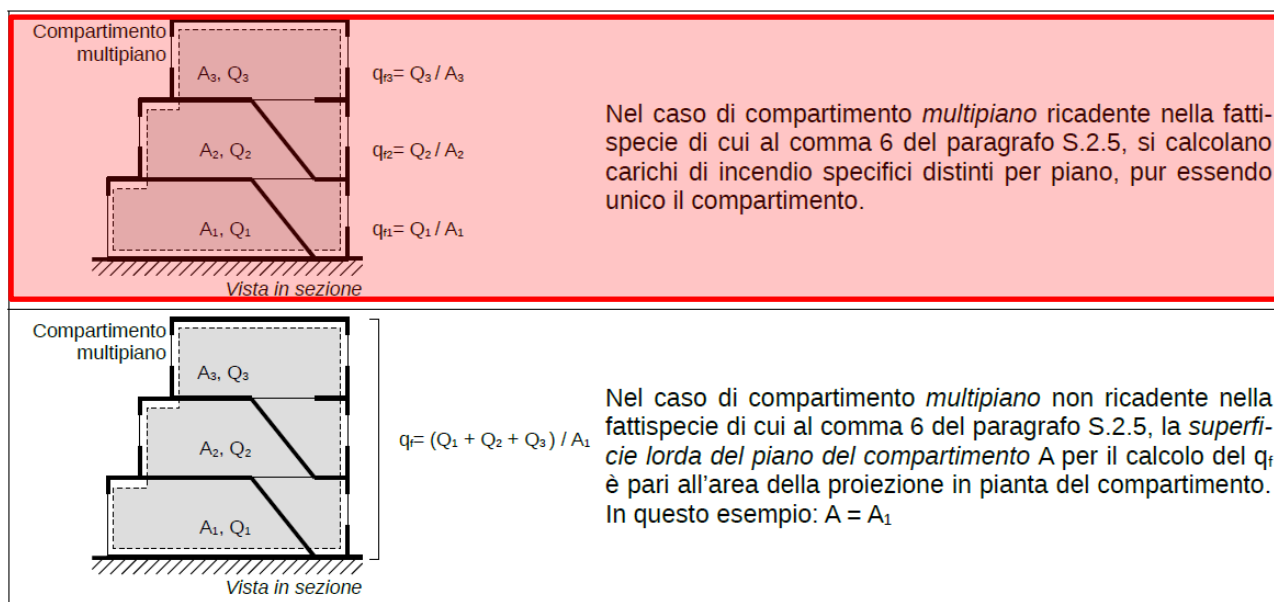 Compartimento
multipiano
A₃, Q₃
qf₃= Q₃ / A₃
A₂, Q₂
qf₂= Q₂ / A₂
A₁, Q₁
qf₁= Q₁ / A₁
Vista in sezione
Nel caso di compartimento multipiano ricadente nella fatti-
specie di cui al comma 6 del paragrafo S.2.5, si calcolano
carichi di incendio specifici distinti per piano, pur essendo
unico il compartimento.
Compartimento
multipiano
A₃, Q₃
A₂, Q₂
A₁, Q₁
Vista in sezione
qf= (Q₁ + Q₂ + Q₃) / A₁
Nel caso di compartimento multipiano non ricadente nella
fattispecie di cui al comma 6 del paragrafo S.2.5, la superfi-
cie lorda del piano del compartimento A per il calcolo del qf
è pari all'area della proiezione in pianta del compartimento.
In questo esempio: A = A₁